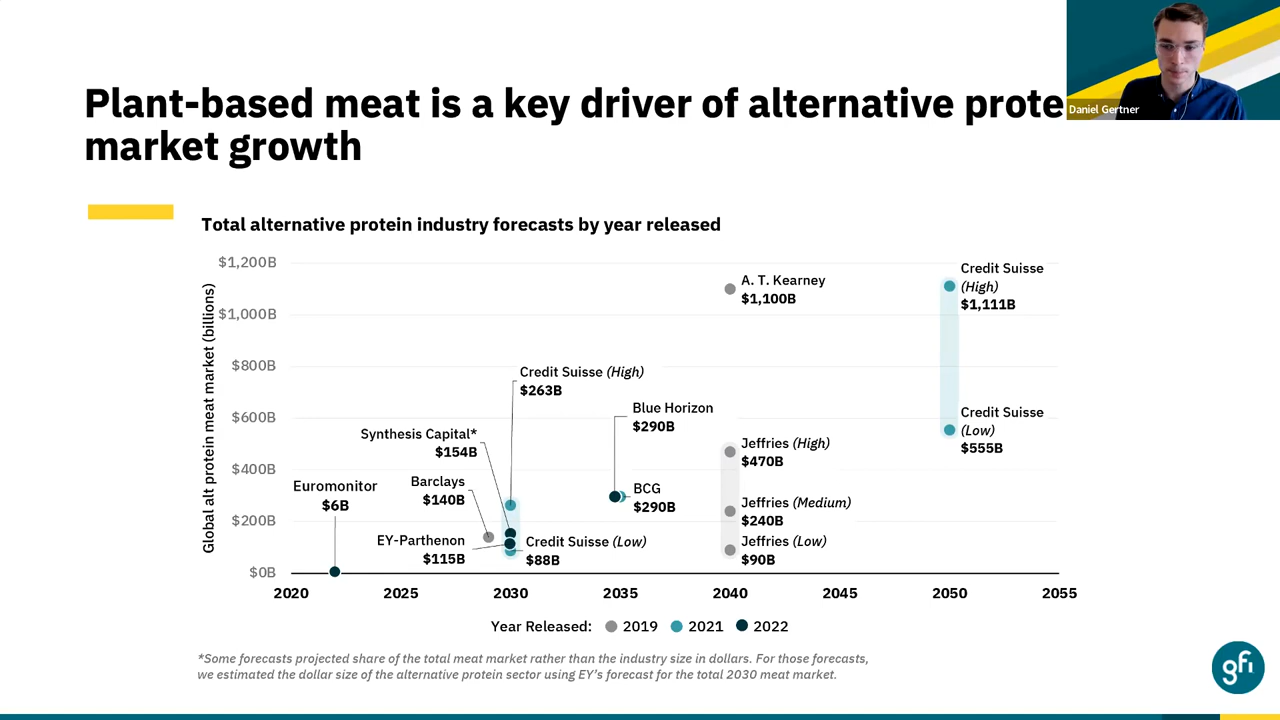 Plant-based meat is a key driver of alternative prote
market growth
Daniel Gertner
Total alternative protein industry forecasts by year released
Global alt protein meat market (billions)
$1,200B
$1,000B
$800B
$600B
$400B
$200B
$0B
Euromonitor
$6B
Barclays
$140B
EY-Parthenon
$115B
Synthesis Capital*
$154B
Credit Suisse (High)
$263B
Credit Suisse (Low)
$88B
Blue Horizon
$290B
BCG
$290B
A. T. Kearney
$1,100B
Jeffries (High)
$470B
Jeffries (Medium)
$240B
Jeffries (Low)
$90B
Credit Suisse
(High)
$1,111B
Credit Suisse
(Low)
$555B
2020 2025 2030 2035 2040 2045 2050 2055
Year Released: 2019 2021 2022
*Some forecasts projected share of the total meat market rather than the industry size in dollars. For those forecasts,
we estimated the dollar size of the alternative protein sector using EY's forecast for the total 2030 meat market.
gfi